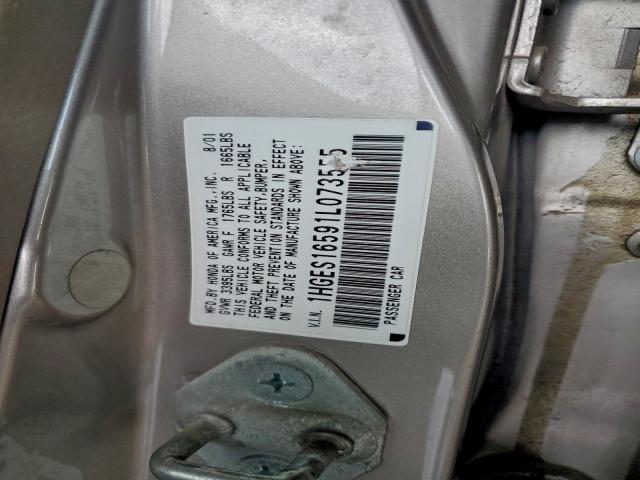 MFD.BY HONDA OF AMERICA MFG., INC. 8/01
GVWR 3395LBS GAWR F 1765LBS R 1665LBS
THIS VEHICLE CONFORMS TO ALL APPLICABLE
FEDERAL MOTOR VEHICLE SAFETY,BUMPER,
AND THEFT PREVENTION STANDARDS IN EFFECT
ON THE DATE OF MANUFACTURE SHOWN ABOVE:
V.I.N. 1HGES16591L073555
PASSENGER CAR